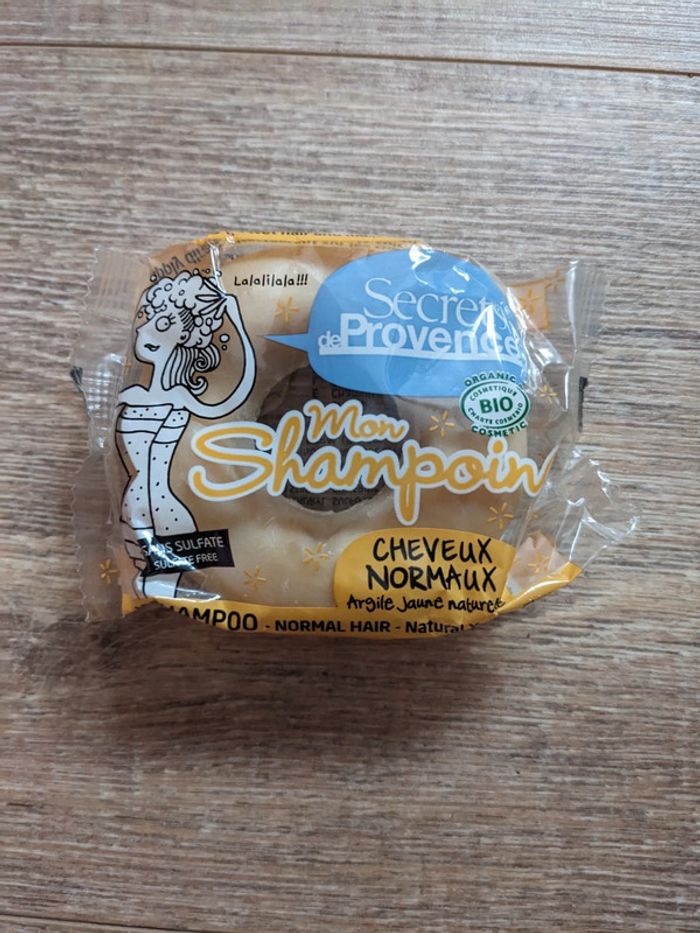 Lalalilala!!!
Secrets
de Provence
ORGANIC
COSMETIQUE
BIO
CHARTE COSMEBIO
COSMETIC
Mon
Shampoin
SANS SULFATE
SULFATE FREE
CHEVEUX
NORMAUX
Argile jaune naturelle
SHAMPOO - NORMAL HAIR - Natural